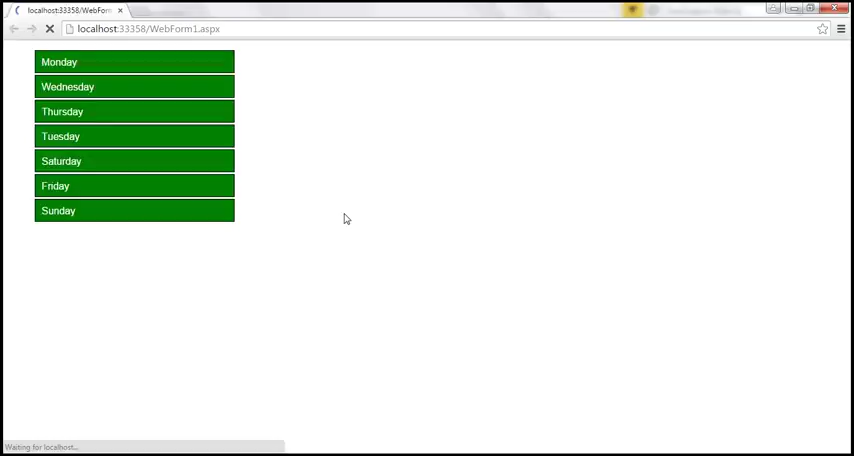 localhost:33358/WebForm
localhost:33358/WebForm1.aspx
Monday
Wednesday
Thursday
Tuesday
Saturday
Friday
Sunday
Waiting for localhost...